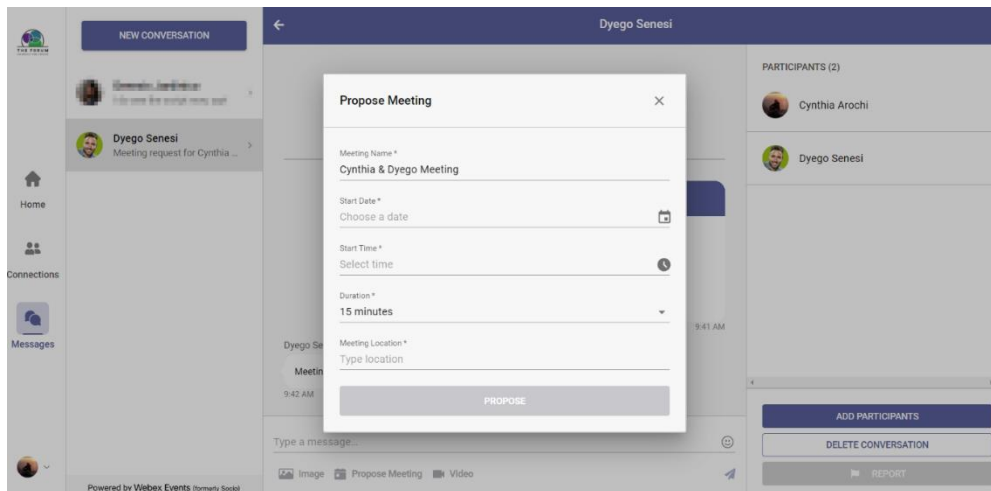 THE FORUM
Home
Connections
Messages
NEW CONVERSATION
Dyego Senesi
Meeting request for Cynthia ...
Powered by Webex Events (formerly Socio)
Dyego Senesi
Propose Meeting
Meeting Name *
Cynthia & Dyego Meeting
Start Date *
Choose a date
Start Time *
Select time
Duration *
15 minutes
Meeting Location *
Type location
PROPOSE
9:41 AM
Dyego Se
Meetin
9:42 AM
Type a message...
Image Propose Meeting Video
PARTICIPANTS (2)
Cynthia Arochi
Dyego Senesi
ADD PARTICIPANTS
DELETE CONVERSATION
REPORT